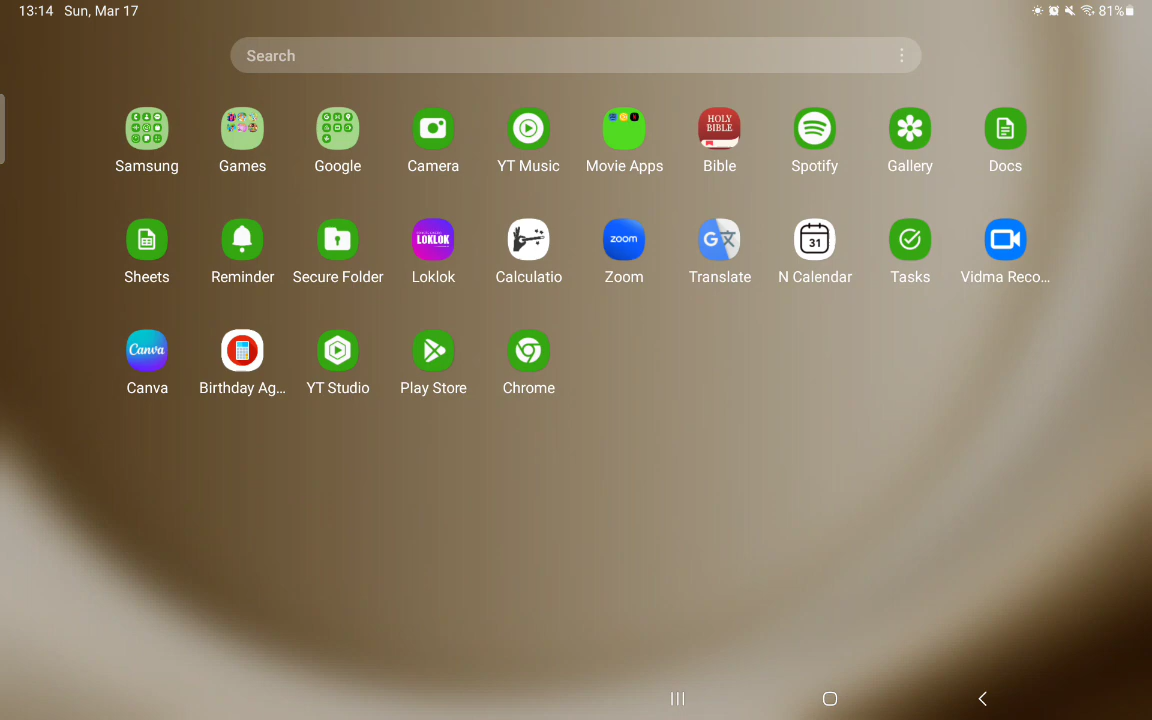 13:14 Sun, Mar 17
81%
Search
Samsung
Games
Google
Camera
YT Music
Movie Apps
HOLY
BIBLE
Bible
Spotify
Gallery
Docs
Sheets
Reminder
Secure Folder
LOKLOK
Loklok
Calculatio
zoom
Zoom
G
Translate
31
N Calendar
Tasks
Vidma Reco...
Canva
Canva
Birthday Ag...
YT Studio
Play Store
Chrome